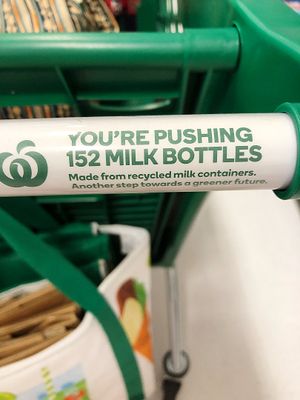 YOU'RE PUSHING
152 MILK BOTTLES
Made from recycled milk containers.
Another step towards a greener future.